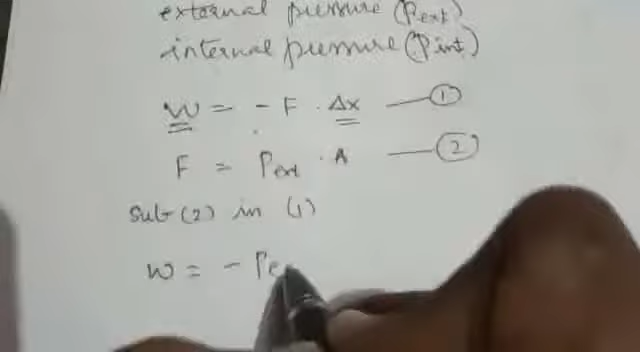 external pressure (Pext)
internal pressure (Pint)
W = - F . Δx — ①
F = Pext . A — ②
sub (2) in (1)
W = - Pe